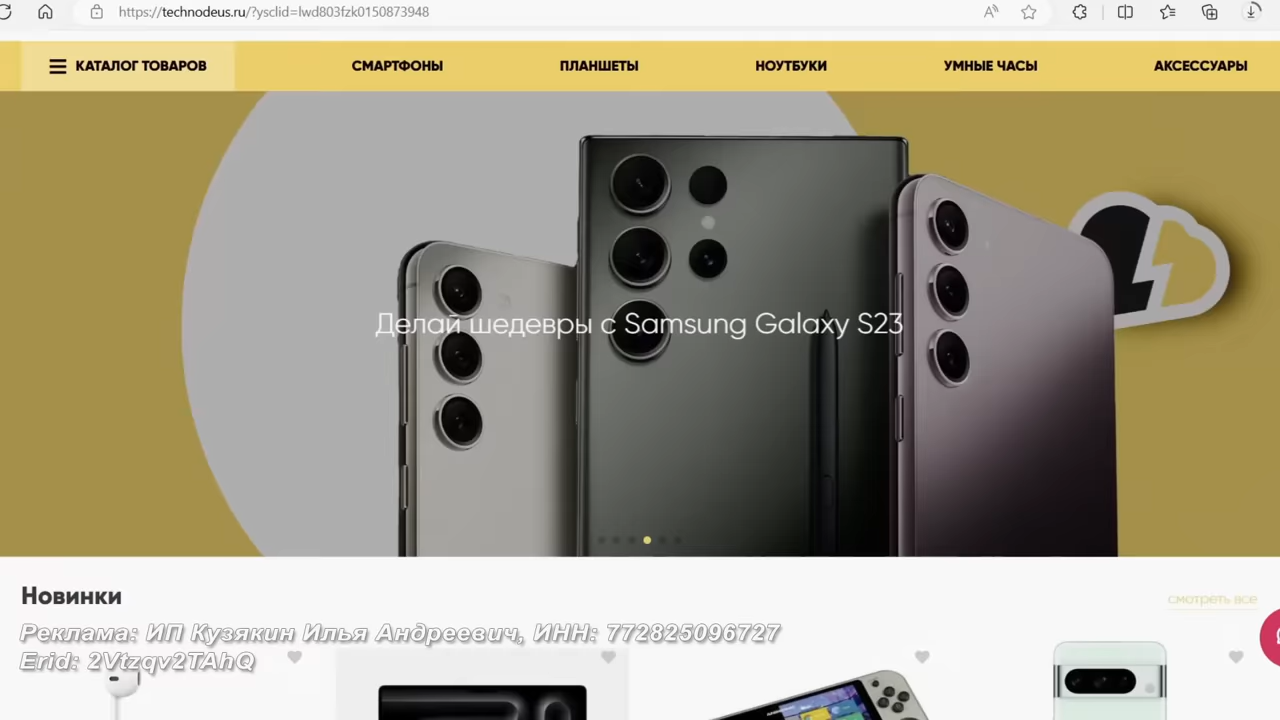 https://technodeus.ru/?ysclid=lwd803fzk0150873948
КАТАЛОГ ТОВАРОВ
СМАРТФОНЫ
ПЛАНШЕТЫ
НОУТБУКИ
УМНЫЕ ЧАСЫ
АКСЕССУАРЫ
Делай шедевры с Samsung Galaxy S23
Новинки
смотреть все
Реклама: ИП Кузякин Илья Андреевич, ИНН: 772825096727
Erid: 2Vtzqv2TAhQ